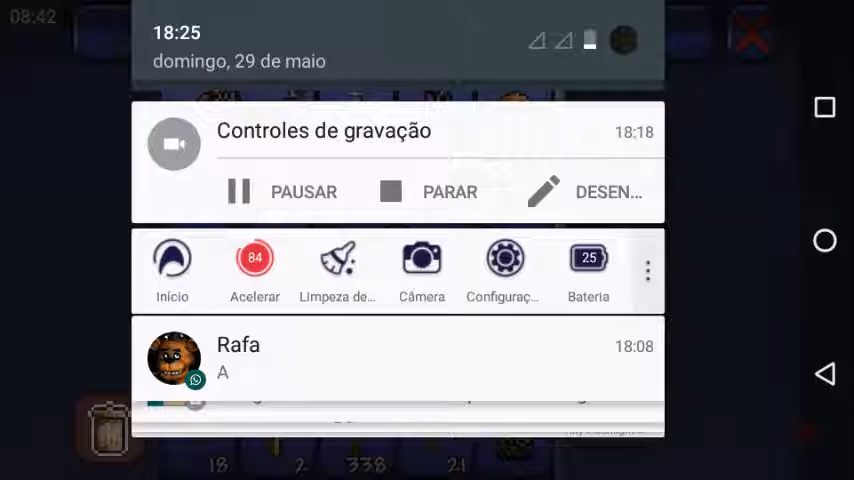 08:42
18:25
domingo, 29 de maio
Controles de gravação
18:18
PAUSAR
PARAR
DESEN...
84
25
Início
Acelerar
Limpeza de...
Câmera
Configuraç...
Bateria
Rafa
18:08
A
18
2
338
21